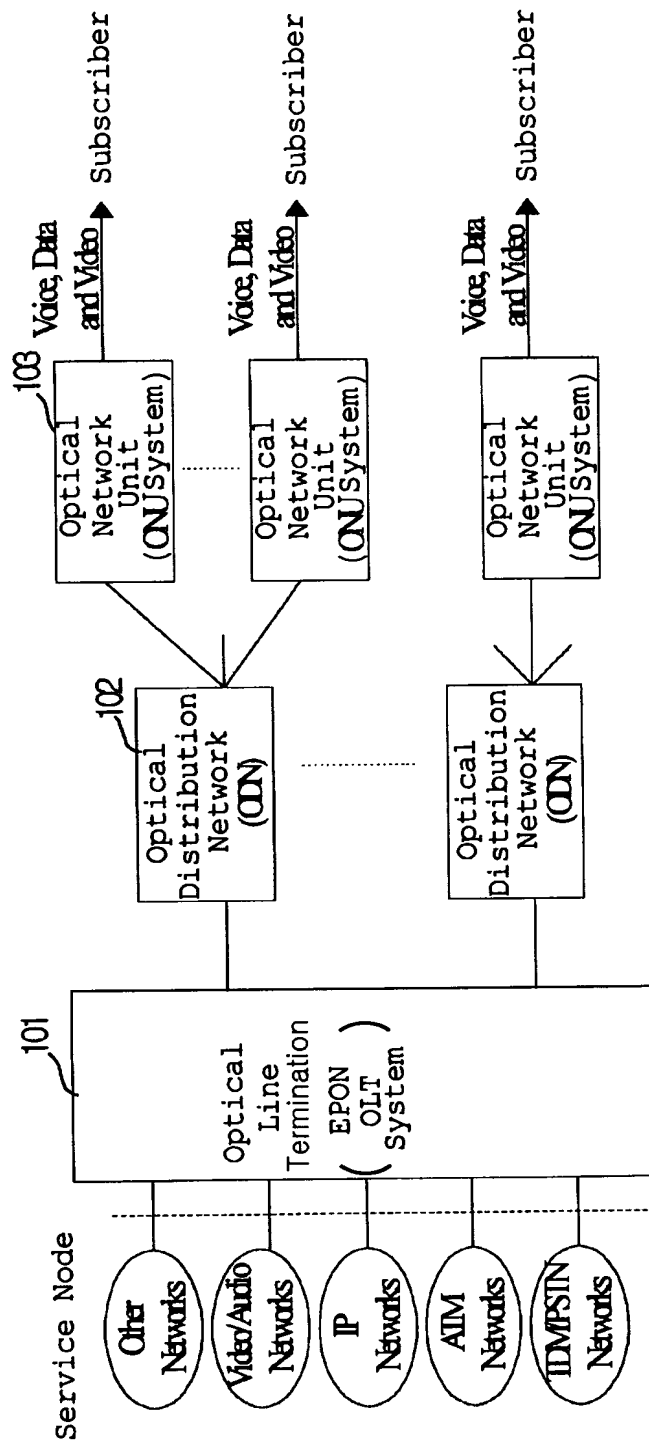 Service Node
Other
Networks
Video/Audio
Networks
IP
Networks
ATM
Networks
TDM/PSTN
Networks
101
Optical
Line
Termination
EPON
OLT
System
102
Optical
Distribution
Network
(ODN)
Optical
Distribution
Network
(ODN)
103
Optical
Network
Unit
(ONU System)
Optical
Network
Unit
(ONU System)
Optical
Network
Unit
(ONU System)
Voice, Data
and Video
Subscriber
Voice, Data
and Video
Subscriber
Voice, Data
and Video
Subscriber